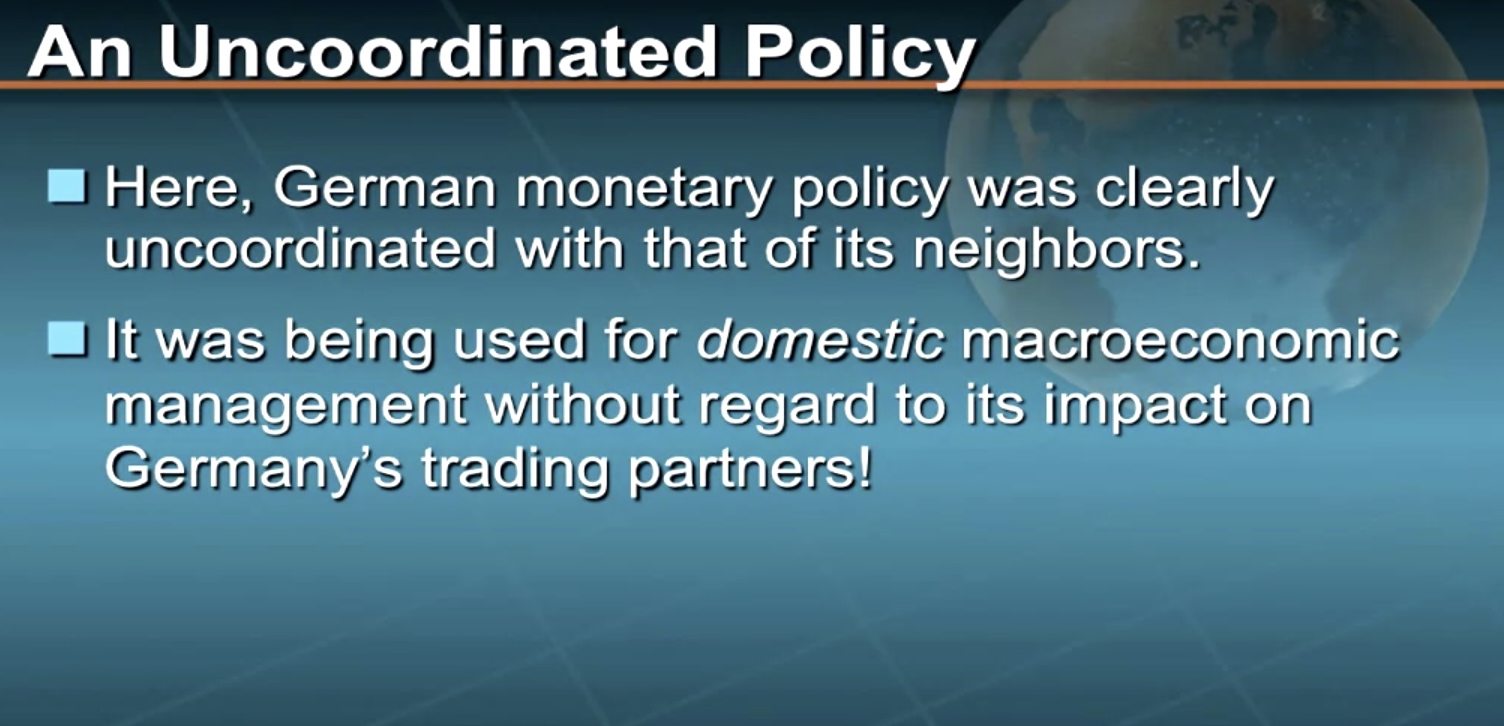 An Uncoordinated Policy
Here, German monetary policy was clearly
uncoordinated with that of its neighbors.
It was being used for domestic macroeconomic
management without regard to its impact on
Germany’s trading partners!